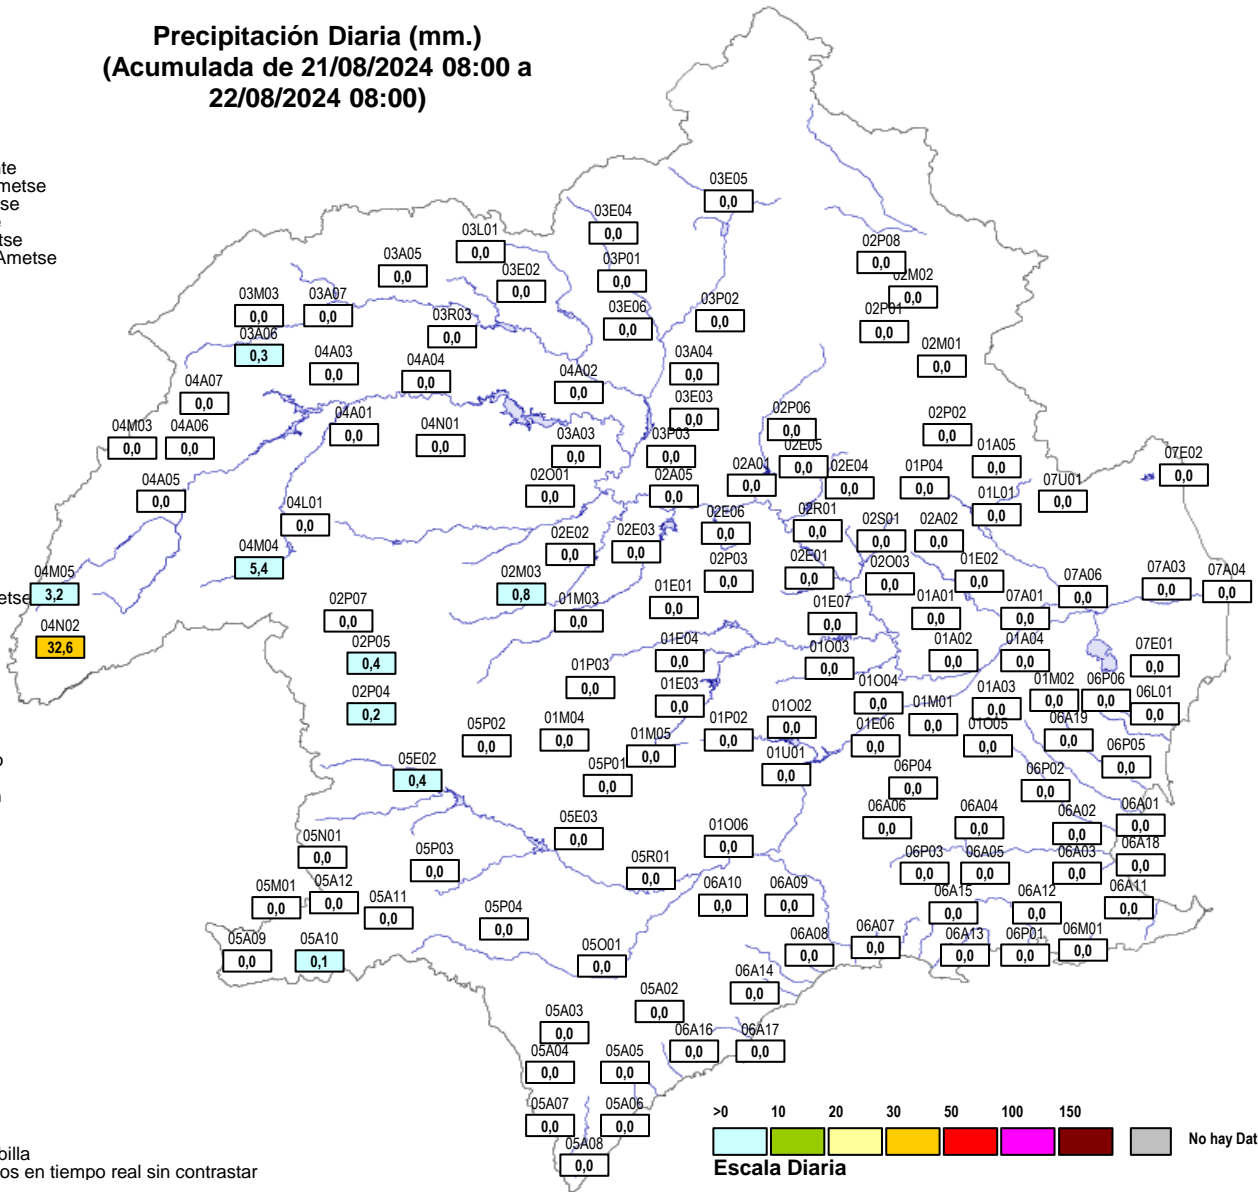 Precipitación Diaria (mm.)
(Acumulada de 21/08/2024 08:00 a
22/08/2024 08:00)
nte
metse
se
tse
Ametse
03E05
0,0
03E04
0,0
03L01
0,0
03A05
0,0
03E02
0,0
03P01
0,0
02P08
0,0
02M02
0,0
03M03
0,0
03A07
0,0
03R03
0,0
03E06
0,0
03P02
0,0
02P01
0,0
03A06
0,3
04A03
0,0
04A04
0,0
04A02
0,0
03A04
0,0
02M01
0,0
04A07
0,0
03E03
0,0
04M03
0,0
04A06
0,0
04A01
0,0
04N01
0,0
03A03
0,0
03P03
0,0
02P06
0,0
02P02
0,0
02E05
0,0
01A05
0,0
07E02
0,0
04A05
0,0
02O01
0,0
02A05
0,0
02A01
0,0
02E04
0,0
01P04
0,0
07U01
0,0
04L01
0,0
01L01
0,0
02E02
0,0
02E03
0,0
02E06
0,0
02R01
0,0
02S01
0,0
02A02
0,0
04M04
5,4
02P03
0,0
02E01
0,0
02O03
0,0
01E02
0,0
04M05
3,2
etse
02M03
0,8
01M03
0,0
01E01
0,0
07A06
0,0
07A03
0,0
07A04
0,0
02P07
0,0
01E07
0,0
01A01
0,0
07A01
0,0
04N02
32,6
02P05
0,4
01E04
0,0
01O03
0,0
01A02
0,0
01A04
0,0
07E01
0,0
01P03
0,0
02P04
0,2
01E03
0,0
01O04
0,0
01A03
0,0
01M02
0,0
06P06
0,0
06L01
0,0
05P02
0,0
01M04
0,0
01M05
0,0
01P02
0,0
01O02
0,0
01E06
0,0
01M01
0,0
01O05
0,0
06A19
0,0
05E02
0,4
05P01
0,0
01U01
0,0
06P04
0,0
06P02
0,0
06P05
0,0
05E03
0,0
01O06
0,0
06A06
0,0
06A04
0,0
06A02
0,0
06A01
0,0
05N01
0,0
05P03
0,0
05R01
0,0
06P03
0,0
06A05
0,0
06A03
0,0
06A18
0,0
05M01
0,0
05A12
0,0
05A11
0,0
06A10
0,0
06A09
0,0
06A15
0,0
06A12
0,0
06A11
0,0
05P04
0,0
05A09
0,0
05A10
0,1
05O01
0,0
06A08
0,0
06A07
0,0
06A13
0,0
06P01
0,0
06M01
0,0
06A14
0,0
05A02
0,0
05A03
0,0
06A16
0,0
06A17
0,0
05A04
0,0
05A05
0,0
05A07
0,0
05A06
0,0
05A08
0,0
>0 10 20 30 50 100 150
No hay Dat
Escala Diaria
billa
os en tiempo real sin contrastar